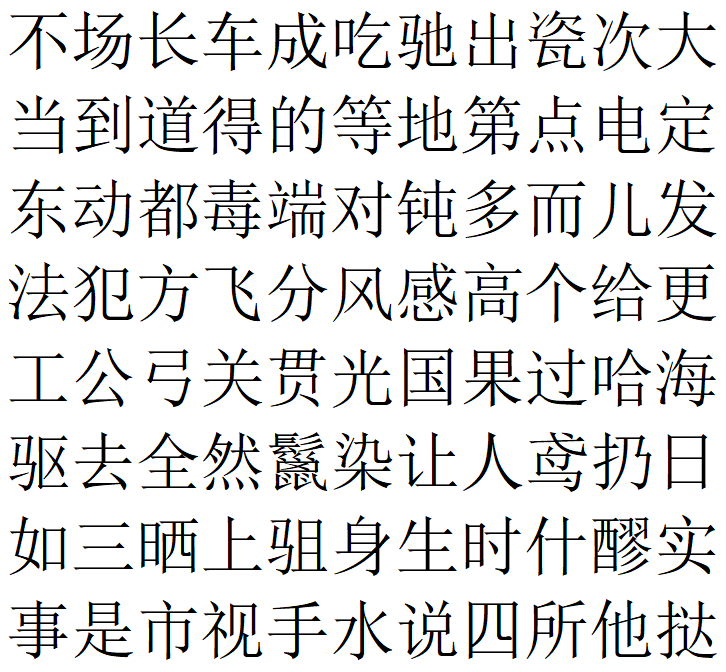 不场长车成吃驰出瓷次大
当到道得的等地第点电定
东动都毒端对钝多而儿发
法犯方飞分风感高个给更
工公弓关贯光国果过哈海
驱去全然鬣染让人鸢扔日
如三晒上驵身生时什醪实
事是市视手水说四所他挞